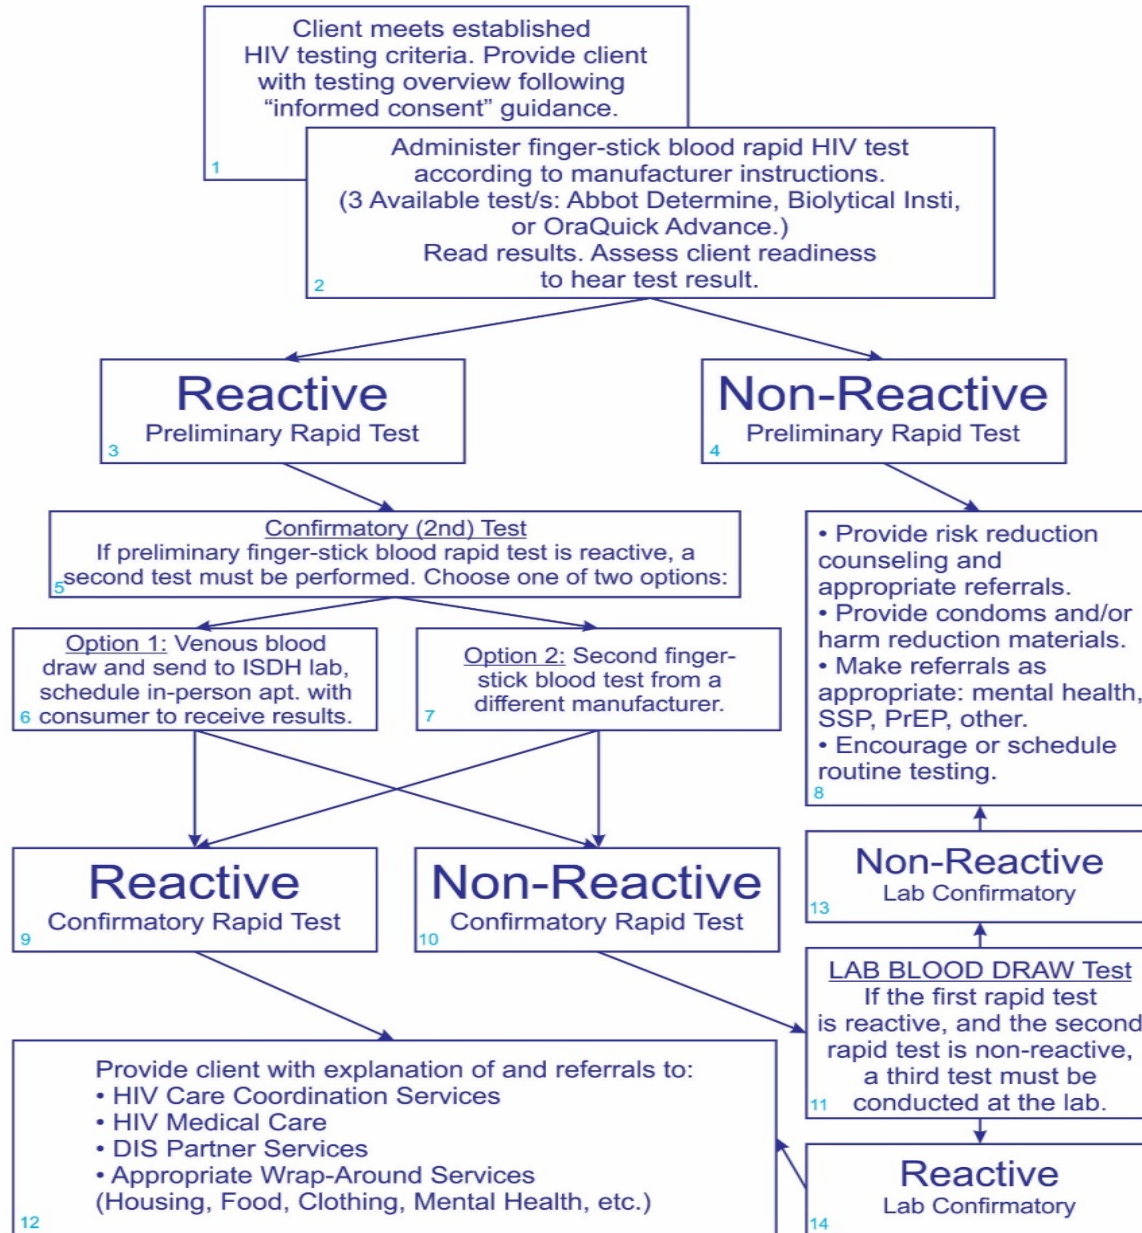 Client meets established
HIV testing criteria. Provide client
with testing overview following
“informed consent” guidance.
1
Administer finger-stick blood rapid HIV test
according to manufacturer instructions.
(3 Available test/s: Abbot Determine, Biolytical Insti,
or OraQuick Advance.)
Read results. Assess client readiness
to hear test result.
2
Reactive
Preliminary Rapid Test
3
Non-Reactive
Preliminary Rapid Test
4
Confirmatory (2nd) Test
If preliminary finger-stick blood rapid test is reactive, a
second test must be performed. Choose one of two options:
5
Option 1: Venous blood
draw and send to ISDH lab,
schedule in-person apt. with
consumer to receive results.
6
Option 2: Second finger-
stick blood test from a
different manufacturer.
7
• Provide risk reduction
counseling and
appropriate referrals.
• Provide condoms and/or
harm reduction materials.
• Make referrals as
appropriate: mental health,
SSP, PrEP, other.
• Encourage or schedule
routine testing.
8
Reactive
Confirmatory Rapid Test
9
Non-Reactive
Confirmatory Rapid Test
10
Non-Reactive
Lab Confirmatory
13
LAB BLOOD DRAW Test
If the first rapid test
is reactive, and the second
rapid test is non-reactive,
a third test must be
conducted at the lab.
11
Provide client with explanation of and referrals to:
• HIV Care Coordination Services
• HIV Medical Care
• DIS Partner Services
• Appropriate Wrap-Around Services
(Housing, Food, Clothing, Mental Health, etc.)
12
Reactive
Lab Confirmatory
14